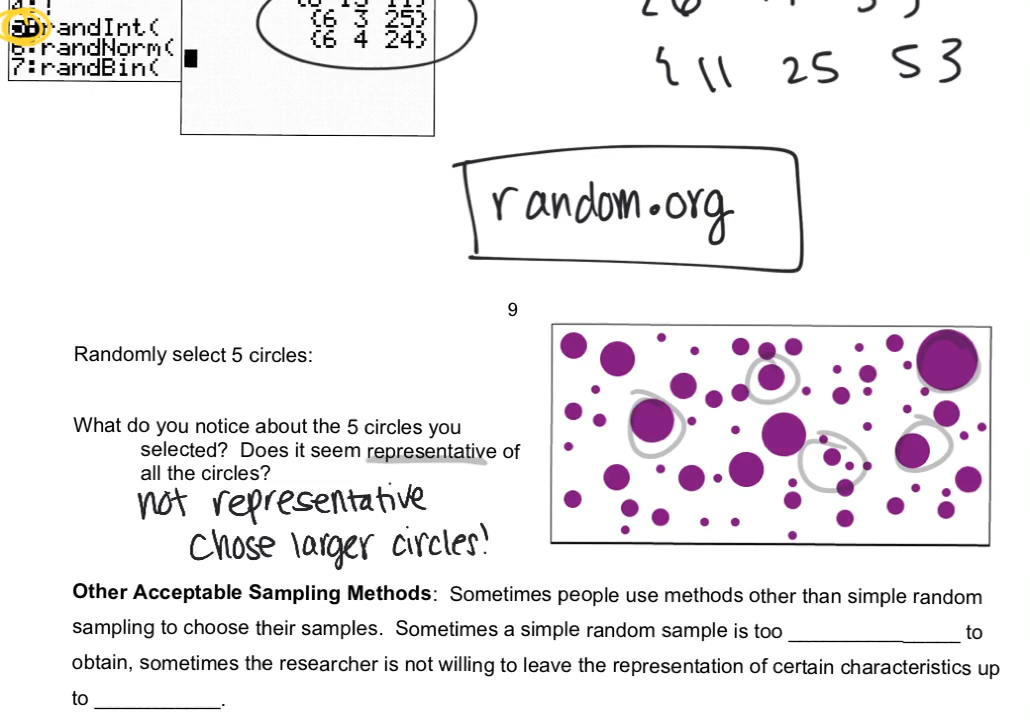 randInt(
6:randNorm(
7:randBin(
{6 3 25}
{6 4 24}
{ 11 25 53
random.org
9
Randomly select 5 circles:
What do you notice about the 5 circles you
selected? Does it seem representative of
all the circles?
not representative
chose larger circles!
Other Acceptable Sampling Methods: Sometimes people use methods other than simple random
sampling to choose their samples. Sometimes a simple random sample is too ________________ to
obtain, sometimes the researcher is not willing to leave the representation of certain characteristics up
to ____________.